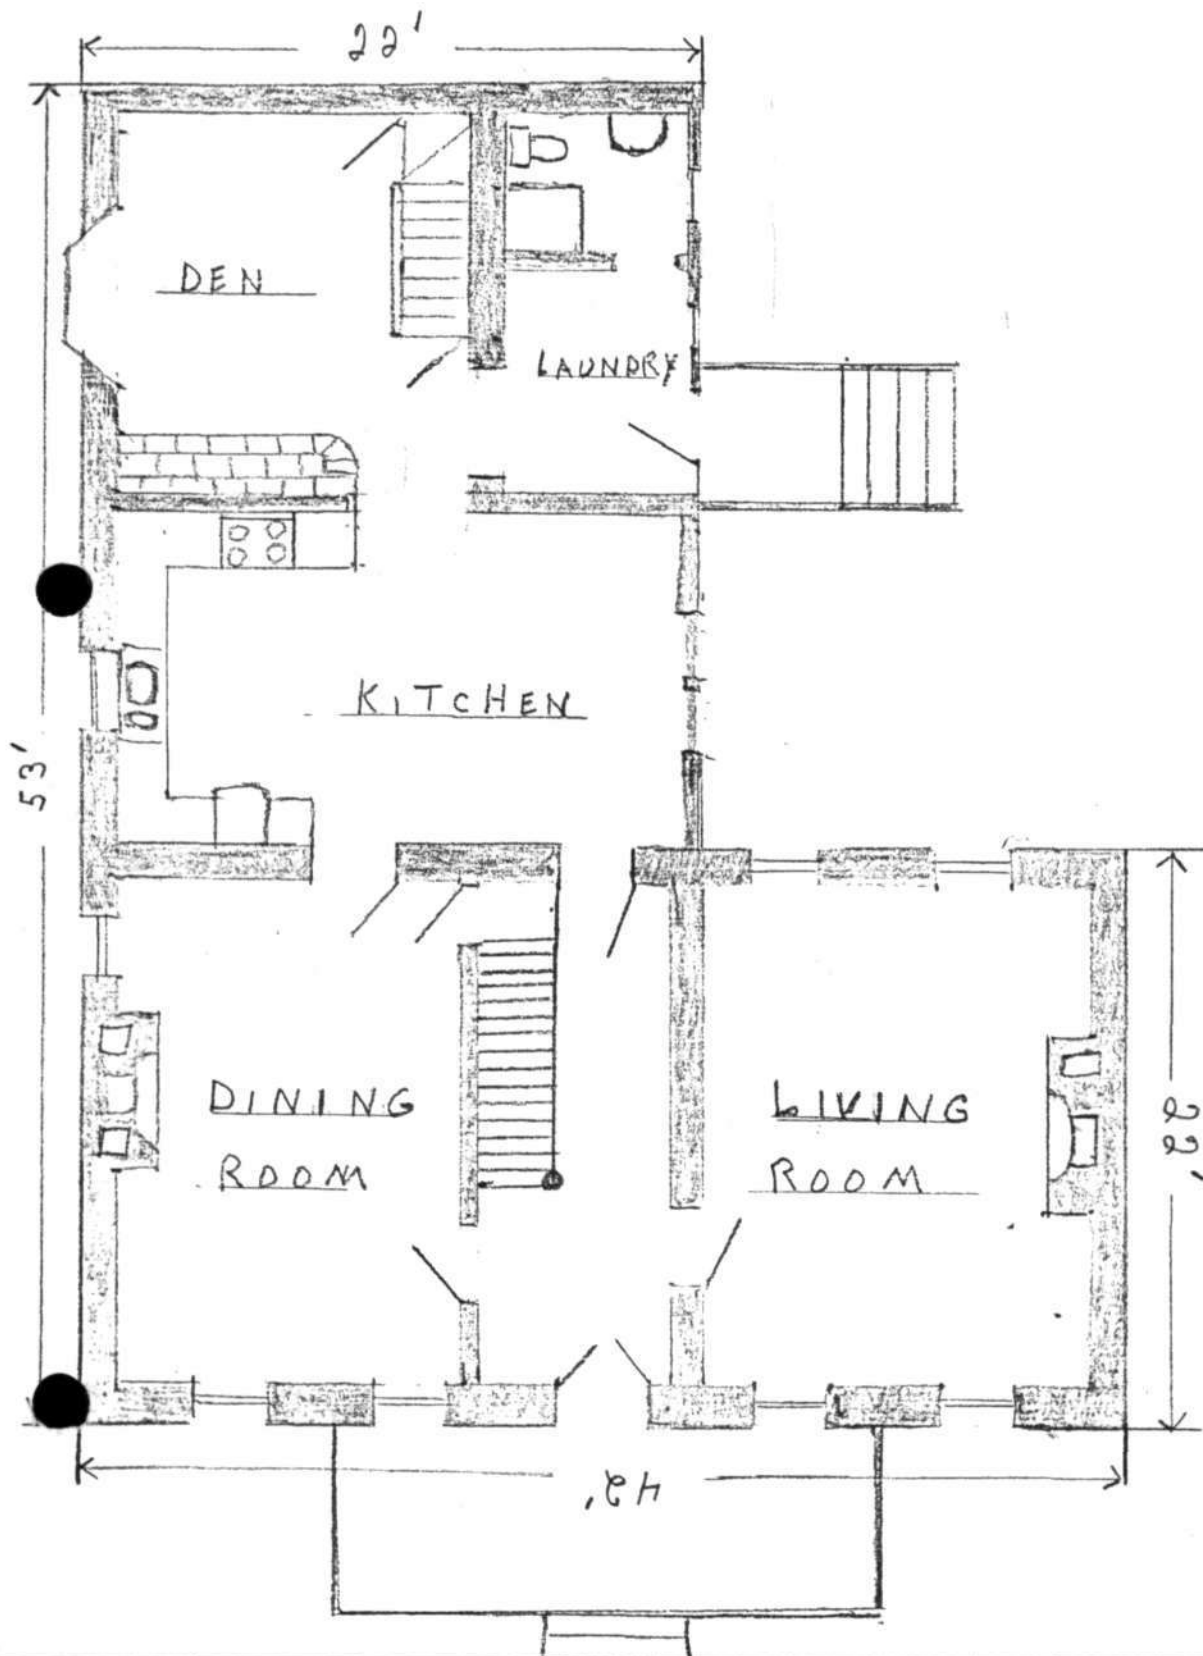 22'
DEN
LAUNDRY
KITCHEN
53'
DINING
ROOM
LIVING
ROOM
22'
42'